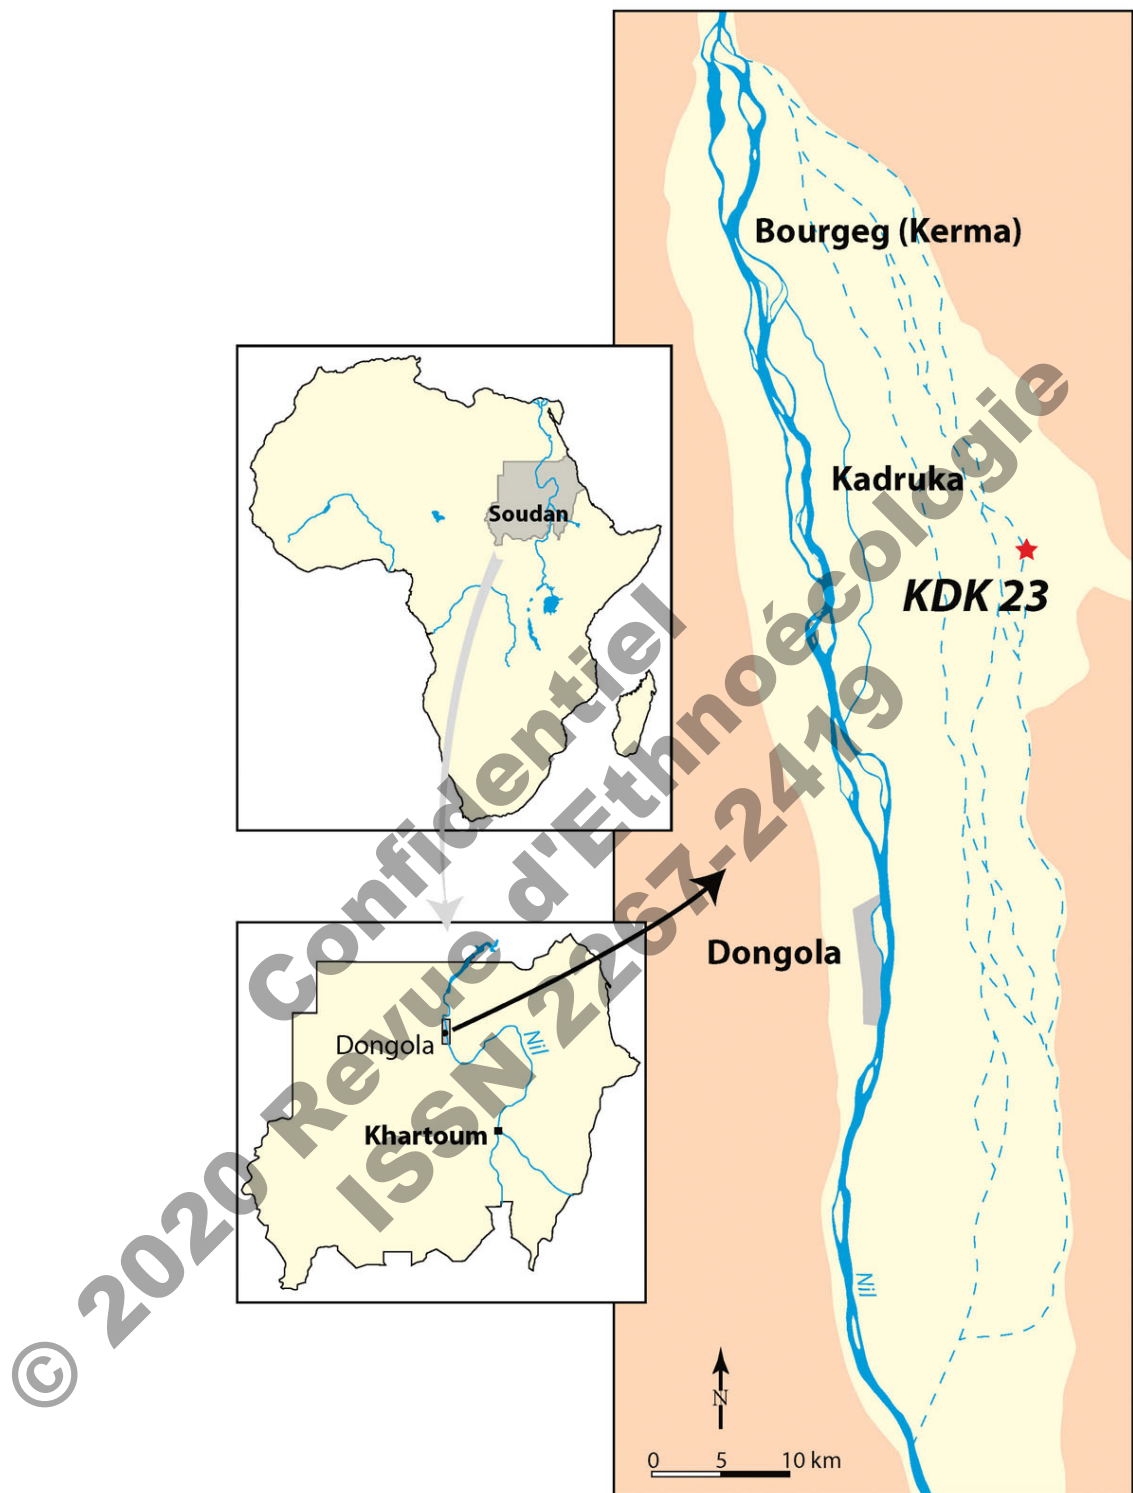 Bourgeg (Kerma)
Kadruka
KDK 23
Dongola
Nil
N
0 5 10 km
Soudan
Dongola
Nil
Khartoum
© 2020 Revue d'Ethnoécologie
Confidentiel
ISSN 2267-2419